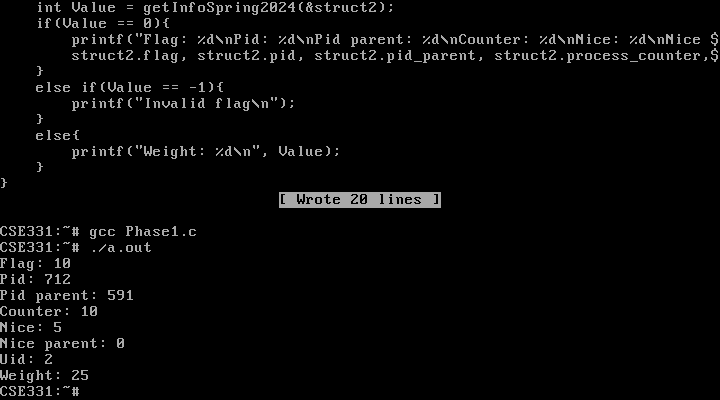 int Value = getInfoSpring2024(&struct2);
if(Value == 0){
printf("Flag: %d\nPid: %d\nPid parent: %d\nCounter: %d\nNice: %d\nNice $
struct2.flag, struct2.pid, struct2.pid_parent, struct2.process_counter,$
}
else if(Value == -1){
printf("Invalid flag\n");
}
else{
printf("Weight: %d\n", Value);
}
}
[ Wrote 20 lines ]
CSE331:~# gcc Phase1.c
CSE331:~# ./a.out
Flag: 10
Pid: 712
Pid parent: 591
Counter: 10
Nice: 5
Nice parent: 0
Uid: 2
Weight: 25
CSE331:~#